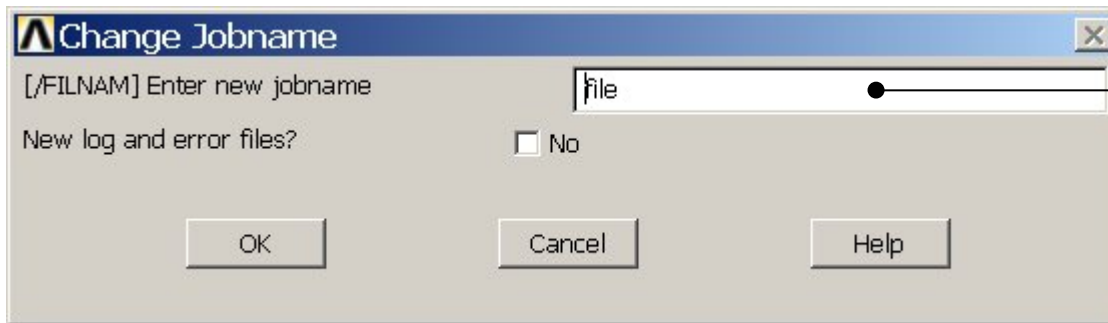 Change Jobname
[/FILNAM] Enter new jobname
file
New log and error files?
No
OK
Cancel
Help